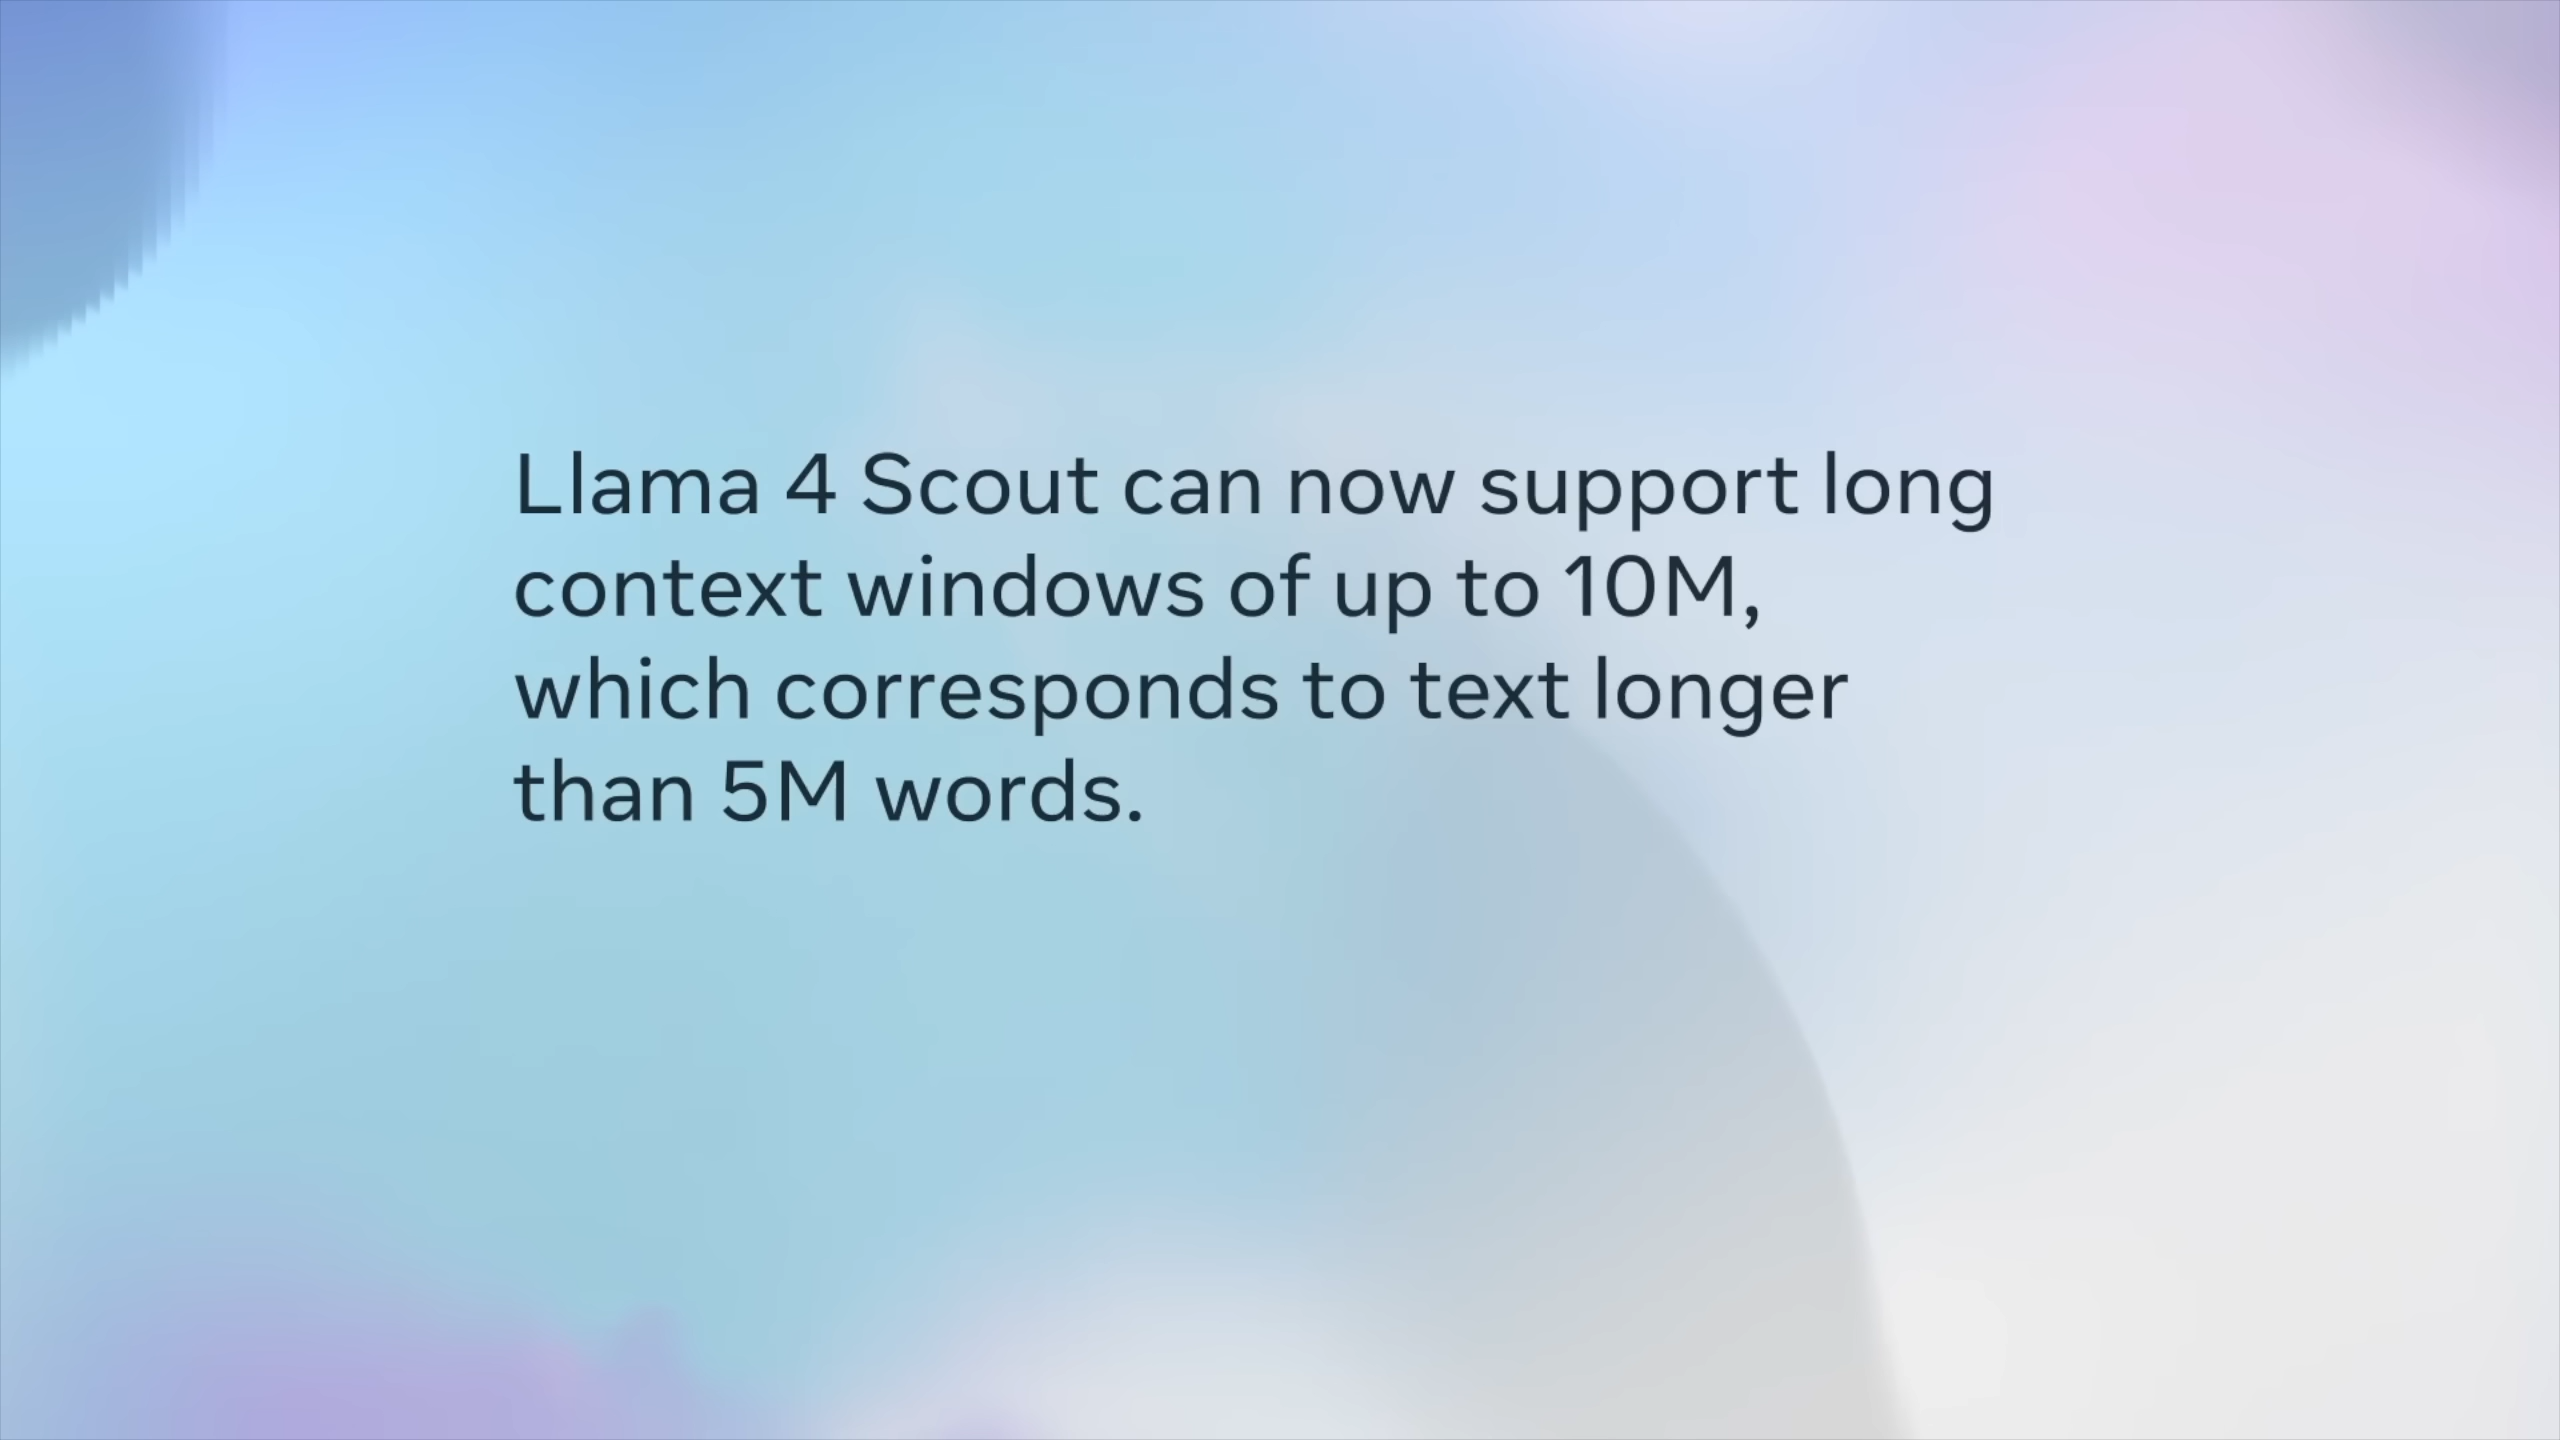 Llama 4 Scout can now support long
context windows of up to 10M,
which corresponds to text longer
than 5M words.